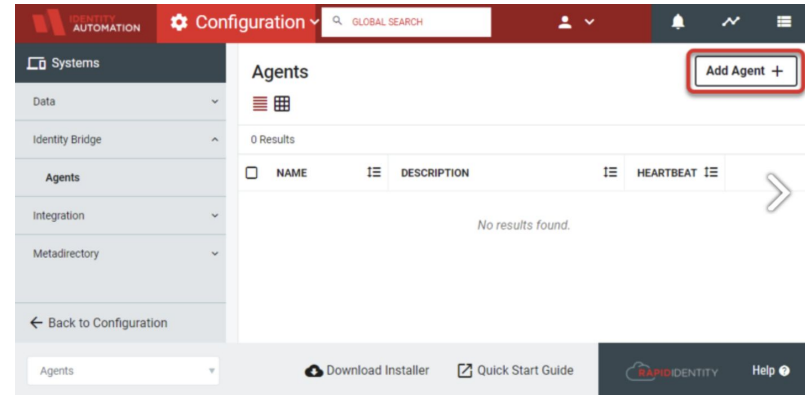 IDENTITY
AUTOMATION
Configuration
GLOBAL SEARCH
Systems
Data
Identity Bridge
Agents
Integration
Metadirectory
Back to Configuration
Agents
Add Agent +
0 Results
NAME
DESCRIPTION
HEARTBEAT
No results found.
Agents
Download Installer
Quick Start Guide
RAPIDIDENTITY
Help ?